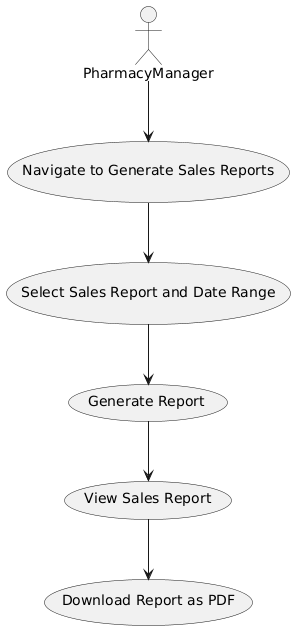 PharmacyManager
Navigate to Generate Sales Reports
Select Sales Report and Date Range
Generate Report
View Sales Report
Download Report as PDF